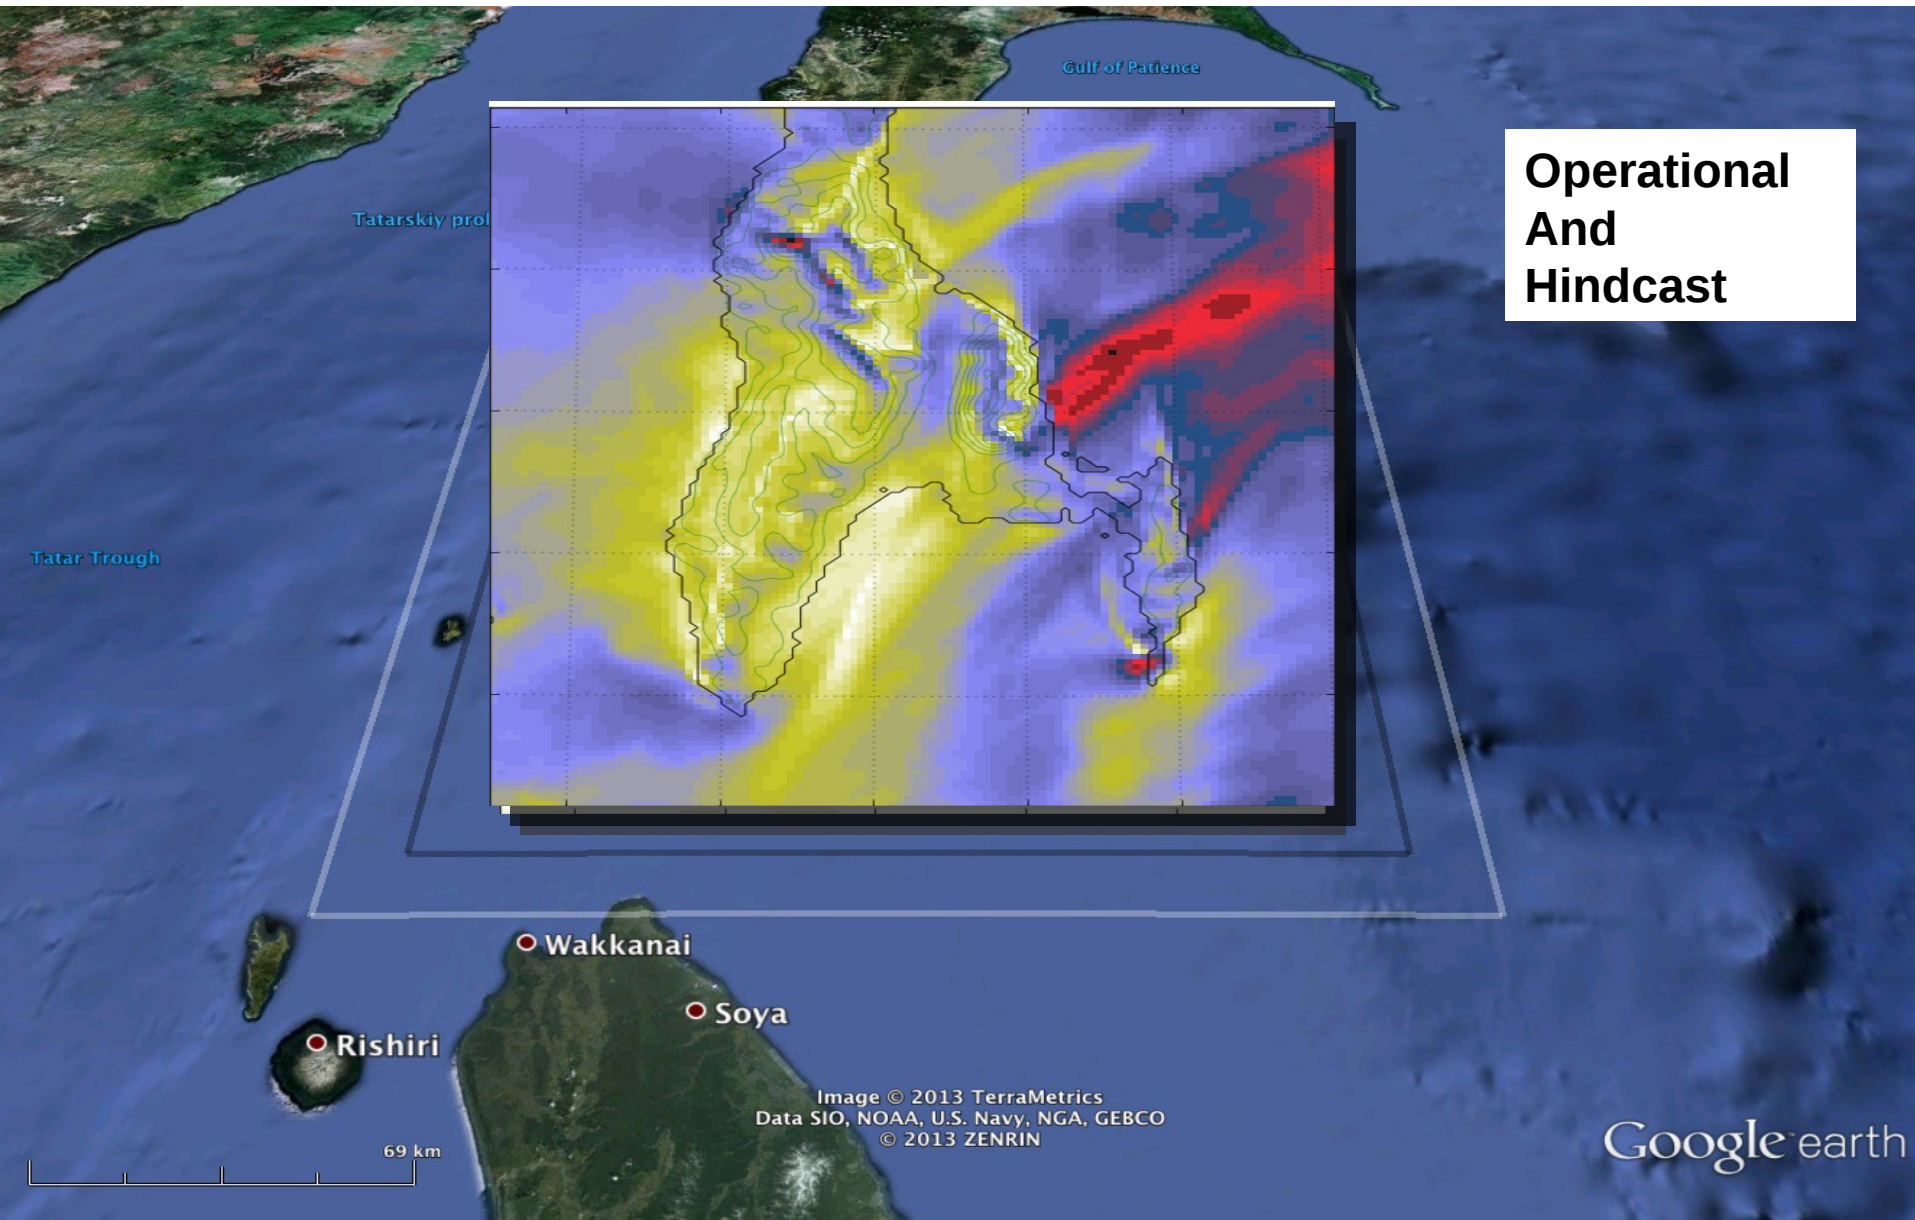 Gulf of Patience
Operational
And
Hindcast
Tatarskiy prol
Tatar Trough
Wakkanai
Soya
Rishiri
Image © 2013 TerraMetrics
Data SIO, NOAA, U.S. Navy, NGA, GEBCO
© 2013 ZENRIN
69 km
Google earth